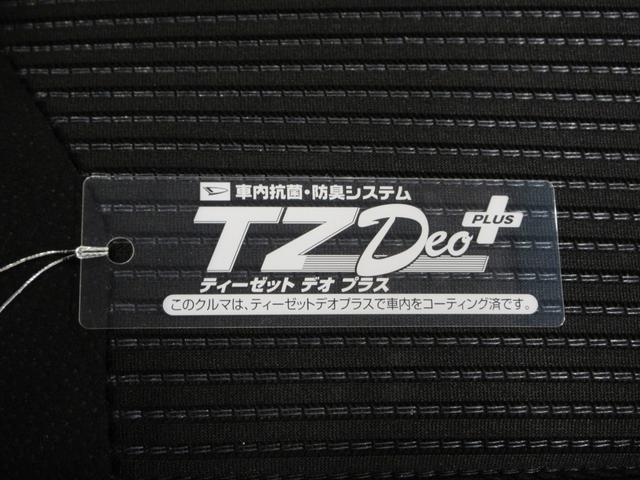 車内抗菌・防臭システム
TZ Deo PLUS
ティーゼット デオ プラス
このクルマは、ティーゼットデオプラスで車内をコーティング済です。